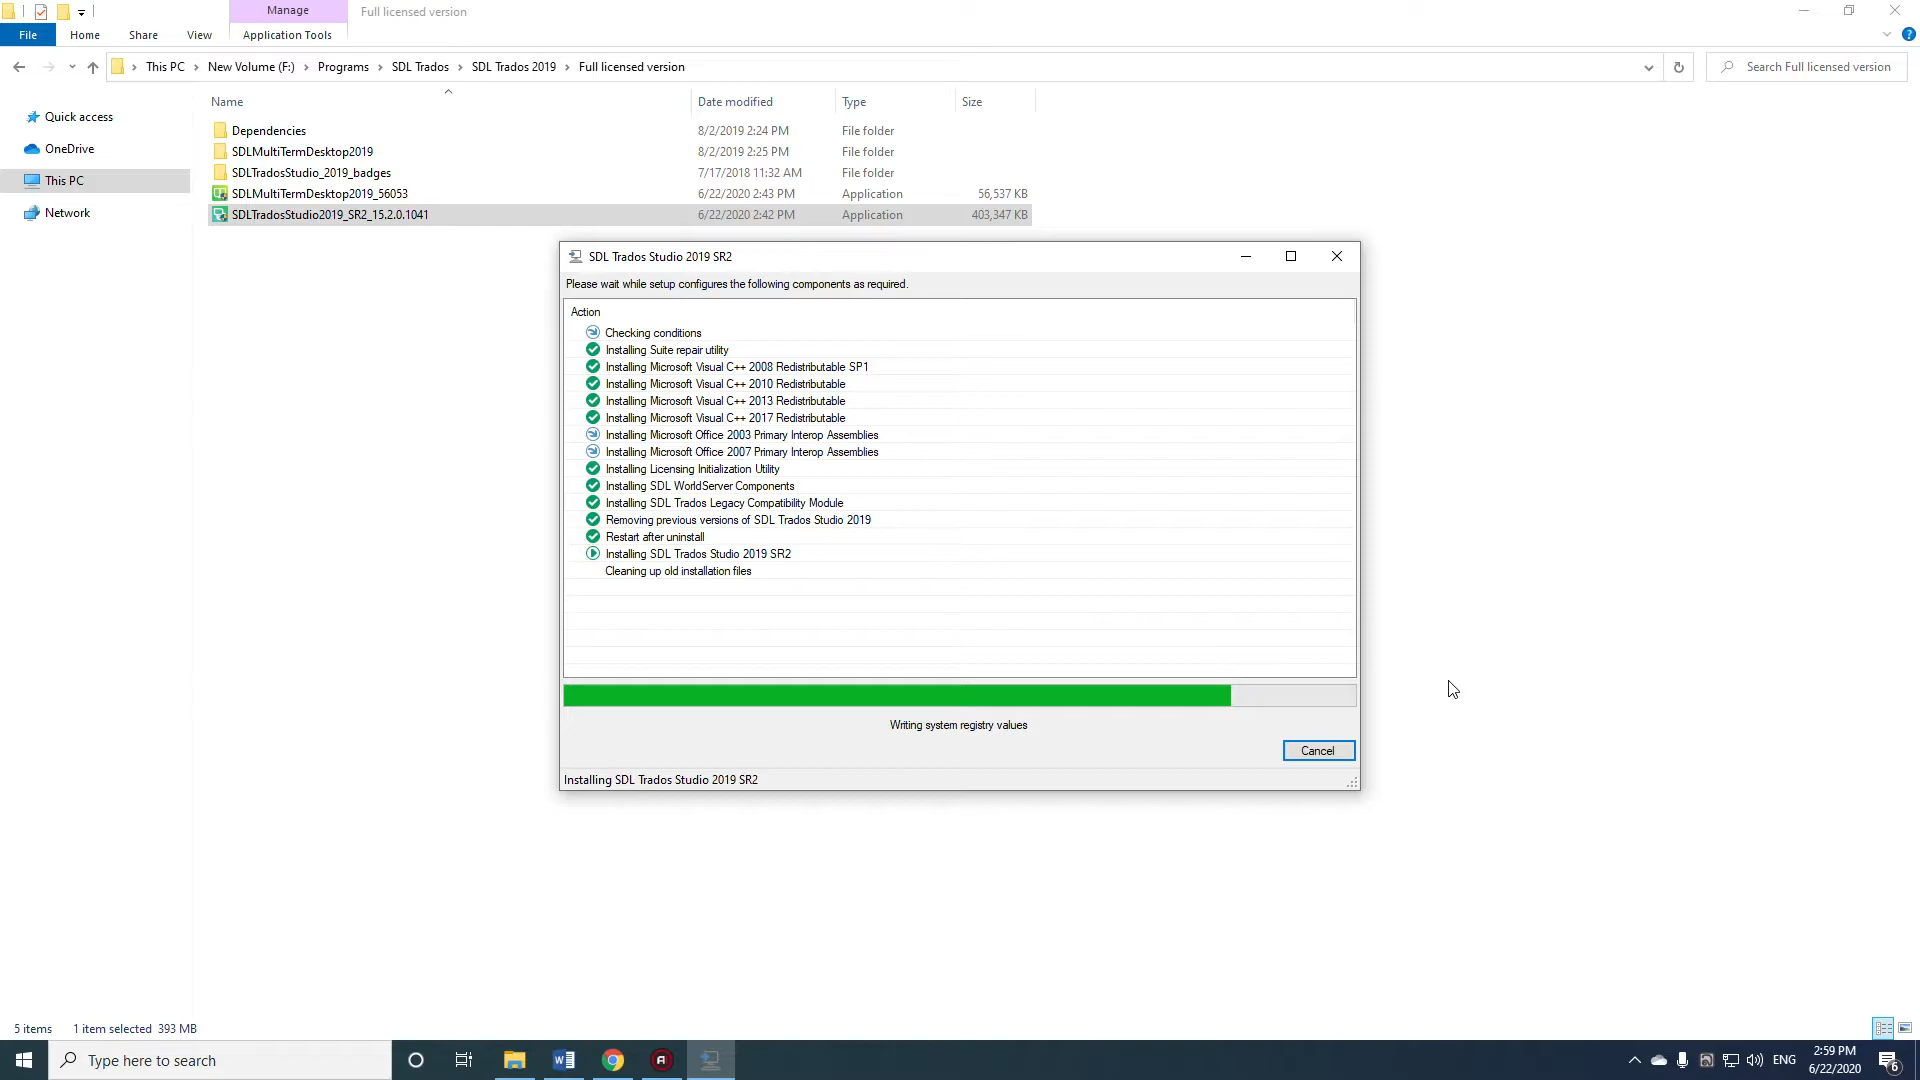 Manage
Full licensed version
File
Home
Share
View
Application Tools
This PC
New Volume (F:)
Programs
SDL Trados
SDL Trados 2019
Full licensed version
Search Full licensed version
Name
Date modified
Type
Size
Quick access
OneDrive
This PC
Network
Dependencies 8/2/2019 2:24 PM File folder
SDLMultiTermDesktop2019 8/2/2019 2:25 PM File folder
SDLTradosStudio_2019_badges 7/17/2018 11:32 AM File folder
SDLMultiTermDesktop2019_56053 6/22/2020 2:43 PM Application 56,537 KB
SDLTradosStudio2019_SR2_15.2.0.1041 6/22/2020 2:42 PM Application 403,347 KB
SDL Trados Studio 2019 SR2
Please wait while setup configures the following components as required.
Action
Checking conditions
Installing Suite repair utility
Installing Microsoft Visual C++ 2008 Redistributable SP1
Installing Microsoft Visual C++ 2010 Redistributable
Installing Microsoft Visual C++ 2013 Redistributable
Installing Microsoft Visual C++ 2017 Redistributable
Installing Microsoft Office 2003 Primary Interop Assemblies
Installing Microsoft Office 2007 Primary Interop Assemblies
Installing Licensing Initialization Utility
Installing SDL WorldServer Components
Installing SDL Trados Legacy Compatibility Module
Removing previous versions of SDL Trados Studio 2019
Restart after uninstall
Installing SDL Trados Studio 2019 SR2
Cleaning up old installation files
Writing system registry values
Cancel
Installing SDL Trados Studio 2019 SR2
5 items
1 item selected 393 MB
Type here to search
ENG
2:59 PM
6/22/2020
6